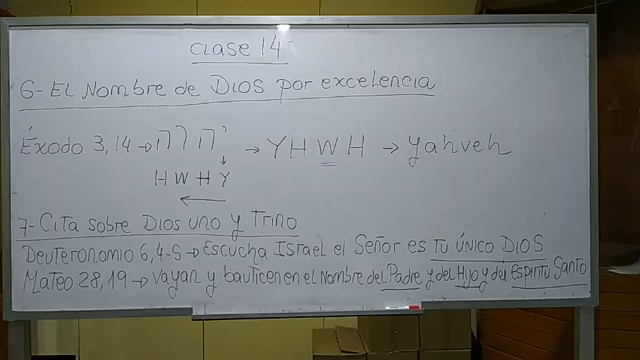 Clase 14
6- El Nombre de Dios por excelencia
Éxodo 3,14 → יהוה → YHWH → Yahveh
HWHY
7- Cita sobre Dios uno y Trino
Deuteronomio 6,4-5 → Escucha Israel el Señor es tu único Dios
Mateo 28,19 → Vayan y bauticen en el Nombre del Padre y del Hijo y del Espíritu Santo